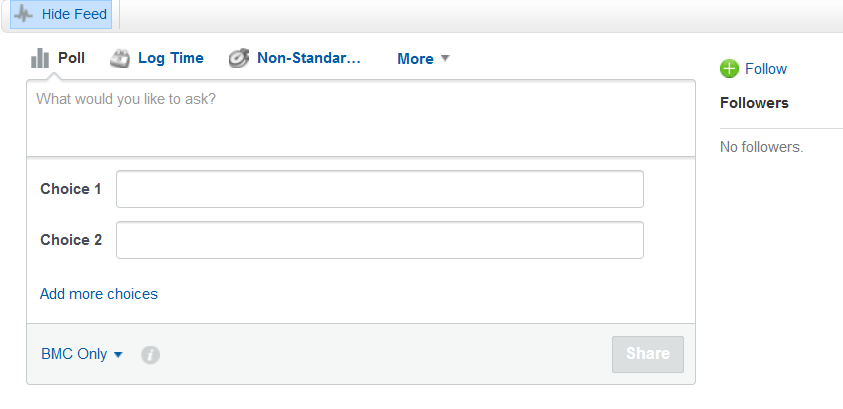 Hide Feed
Poll Log Time Non-Standar... More
What would you like to ask?
Choice 1
Choice 2
Add more choices
BMC Only Share
Follow
Followers
No followers.